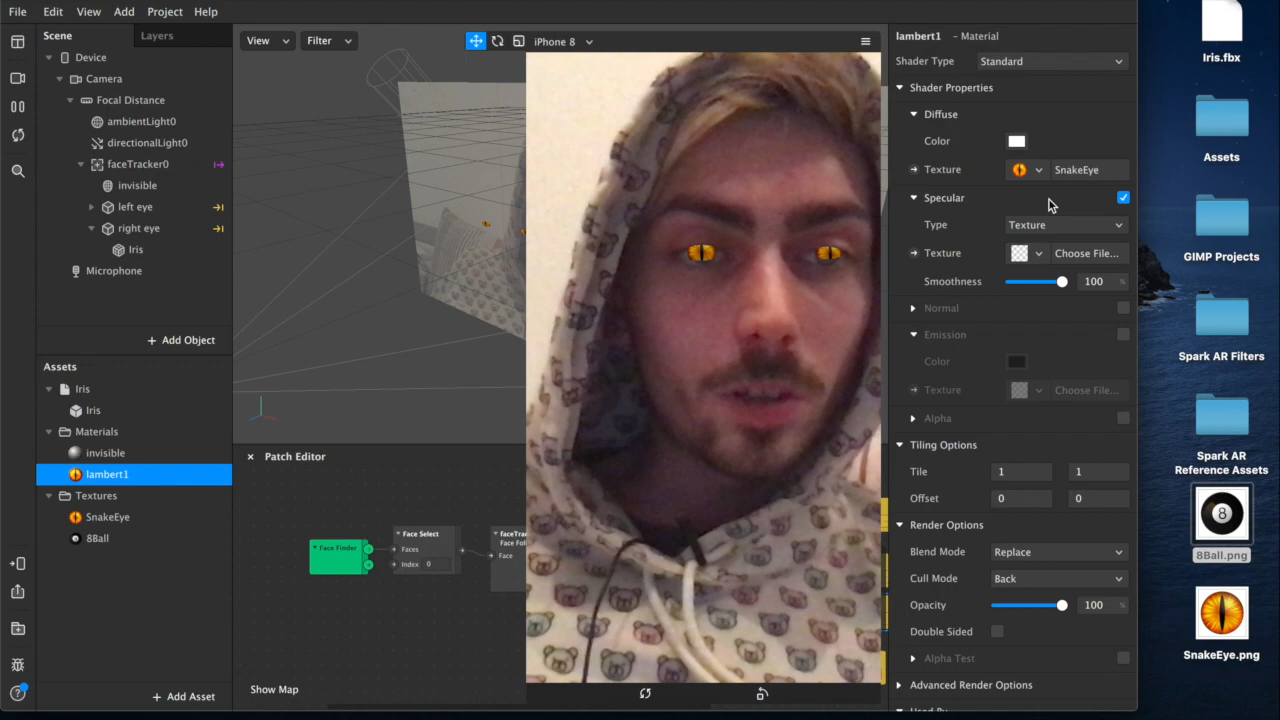 File Edit View Add Project Help
Scene
Layers
Device
Camera
Focal Distance
ambientLight0
directionalLight0
faceTracker0
invisible
left eye
right eye
Iris
Microphone
+ Add Object
Assets
Iris
Iris
Materials
invisible
lambert1
Textures
SnakeEye
8Ball
+ Add Asset
View
Filter
iPhone 8
Patch Editor
Face Finder
Face Select
Faces
Index 0
Face
Show Map
lambert1 - Material
Shader Type Standard
Shader Properties
Diffuse
Color
Texture SnakeEye
Specular
Type Texture
Texture Choose File...
Smoothness 100 %
Normal
Emission
Color
Texture Choose File...
Alpha
Tiling Options
Tile 1 1
Offset 0 0
Render Options
Blend Mode Replace
Cull Mode Back
Opacity 100 %
Double Sided
Alpha Test
Advanced Render Options
Used By
Iris.fbx
Assets
GIMP Projects
Spark AR Filters
Spark AR
Reference Assets
8
8Ball.png
SnakeEye.png